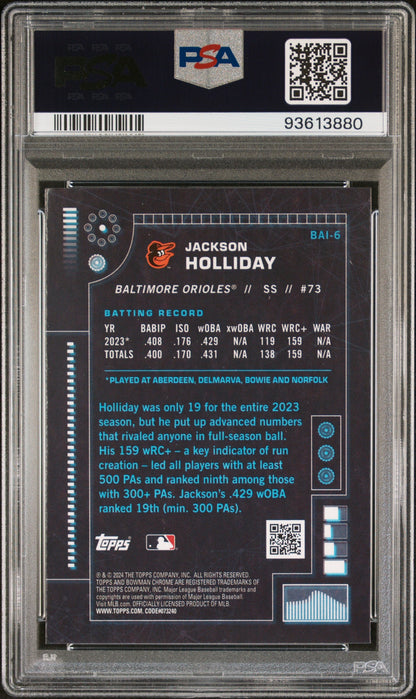 PSA
PSA
93613880
BAI-6
JACKSON
HOLLIDAY
BALTIMORE ORIOLES® // SS // #73
BATTING RECORD
YR BABIP ISO wOBA xwOBA WRC WRC+ WAR
2023* .408 .176 .429 N/A 119 159 N/A
TOTALS .400 .170 .431 N/A 138 159 N/A
*PLAYED AT ABERDEEN, DELMARVA, BOWIE AND NORFOLK
Holliday was only 19 for the entire 2023
season, but he put up advanced numbers
that rivaled anyone in full-season ball.
His 159 wRC+ – a key indicator of run
creation – led all players with at least
500 PAs and ranked ninth among those
with 300+ PAs. Jackson's .429 wOBA
ranked 19th (min. 300 PAs).
Topps
® & © 2024 THE TOPPS COMPANY, INC. ALL RIGHTS RESERVED.
TOPPS AND BOWMAN CHROME ARE REGISTERED TRADEMARKS OF
THE TOPPS COMPANY, INC. Major League Baseball trademarks and
copyrights are used with permission of Major League Baseball.
Visit MLB.com. OFFICIALLY LICENSED PRODUCT OF MLB.
WWW.TOPPS.COM CODE#073240
PSA